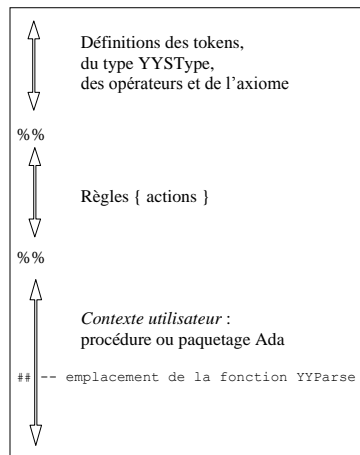 Définitions des tokens,
du type YYSType,
des opérateurs et de l'axiome
%%
Règles { actions }
%%
Contexte utilisateur :
procédure ou paquetage Ada
## -- emplacement de la fonction YYParse